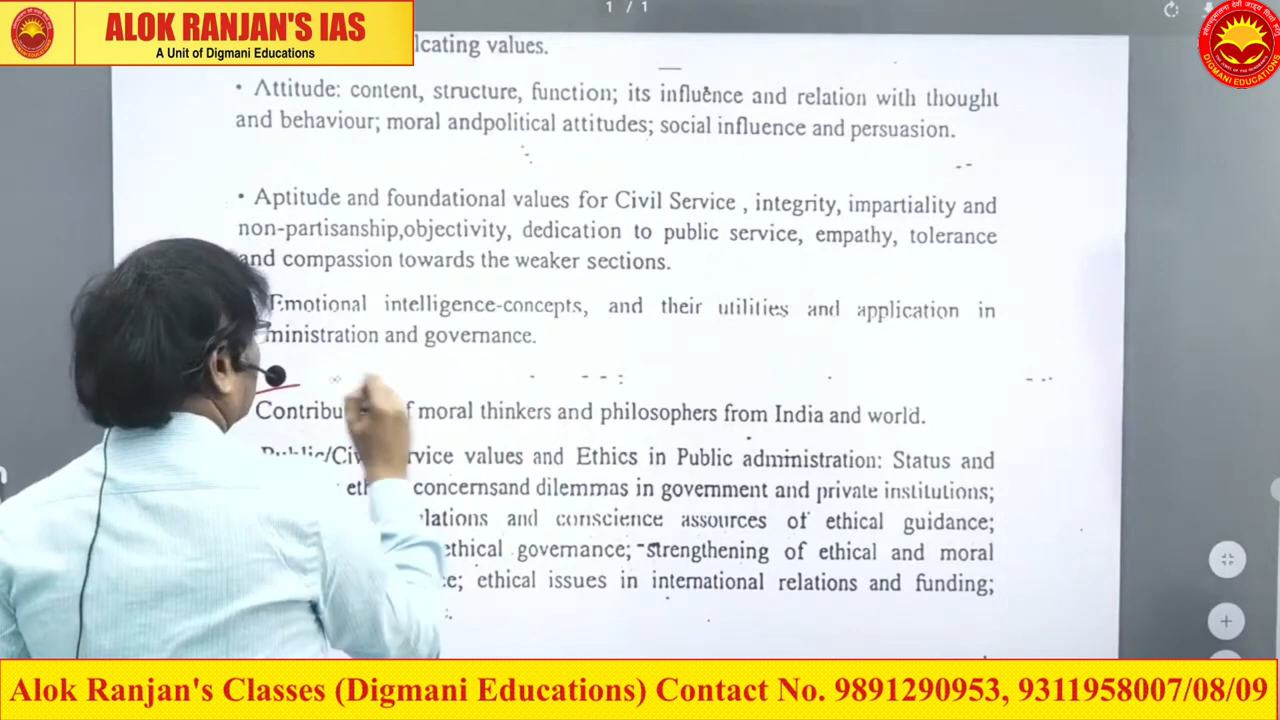 ALOK RANJAN'S IAS
A Unit of Digmani Educations
1 / 1
DIGMANI EDUCATIONS
lcating values.
• Attitude: content, structure, function; its influence and relation with thought
and behaviour; moral andpolitical attitudes; social influence and persuasion.
• Aptitude and foundational values for Civil Service , integrity, impartiality and
non-partisanship,objectivity, dedication to public service, empathy, tolerance
and compassion towards the weaker sections.
Emotional intelligence-concepts, and their utilities and application in
ministration and governance.
Contribu f moral thinkers and philosophers from India and world.
Public/Civ rvice values and Ethics in Public administration: Status and
eth concernsand dilemmas in government and private institutions;
lations and conscience assources of ethical guidance;
ethical governance; strengthening of ethical and moral
e; ethical issues in international relations and funding;
Alok Ranjan's Classes (Digmani Educations) Contact No. 9891290953, 9311958007/08/09